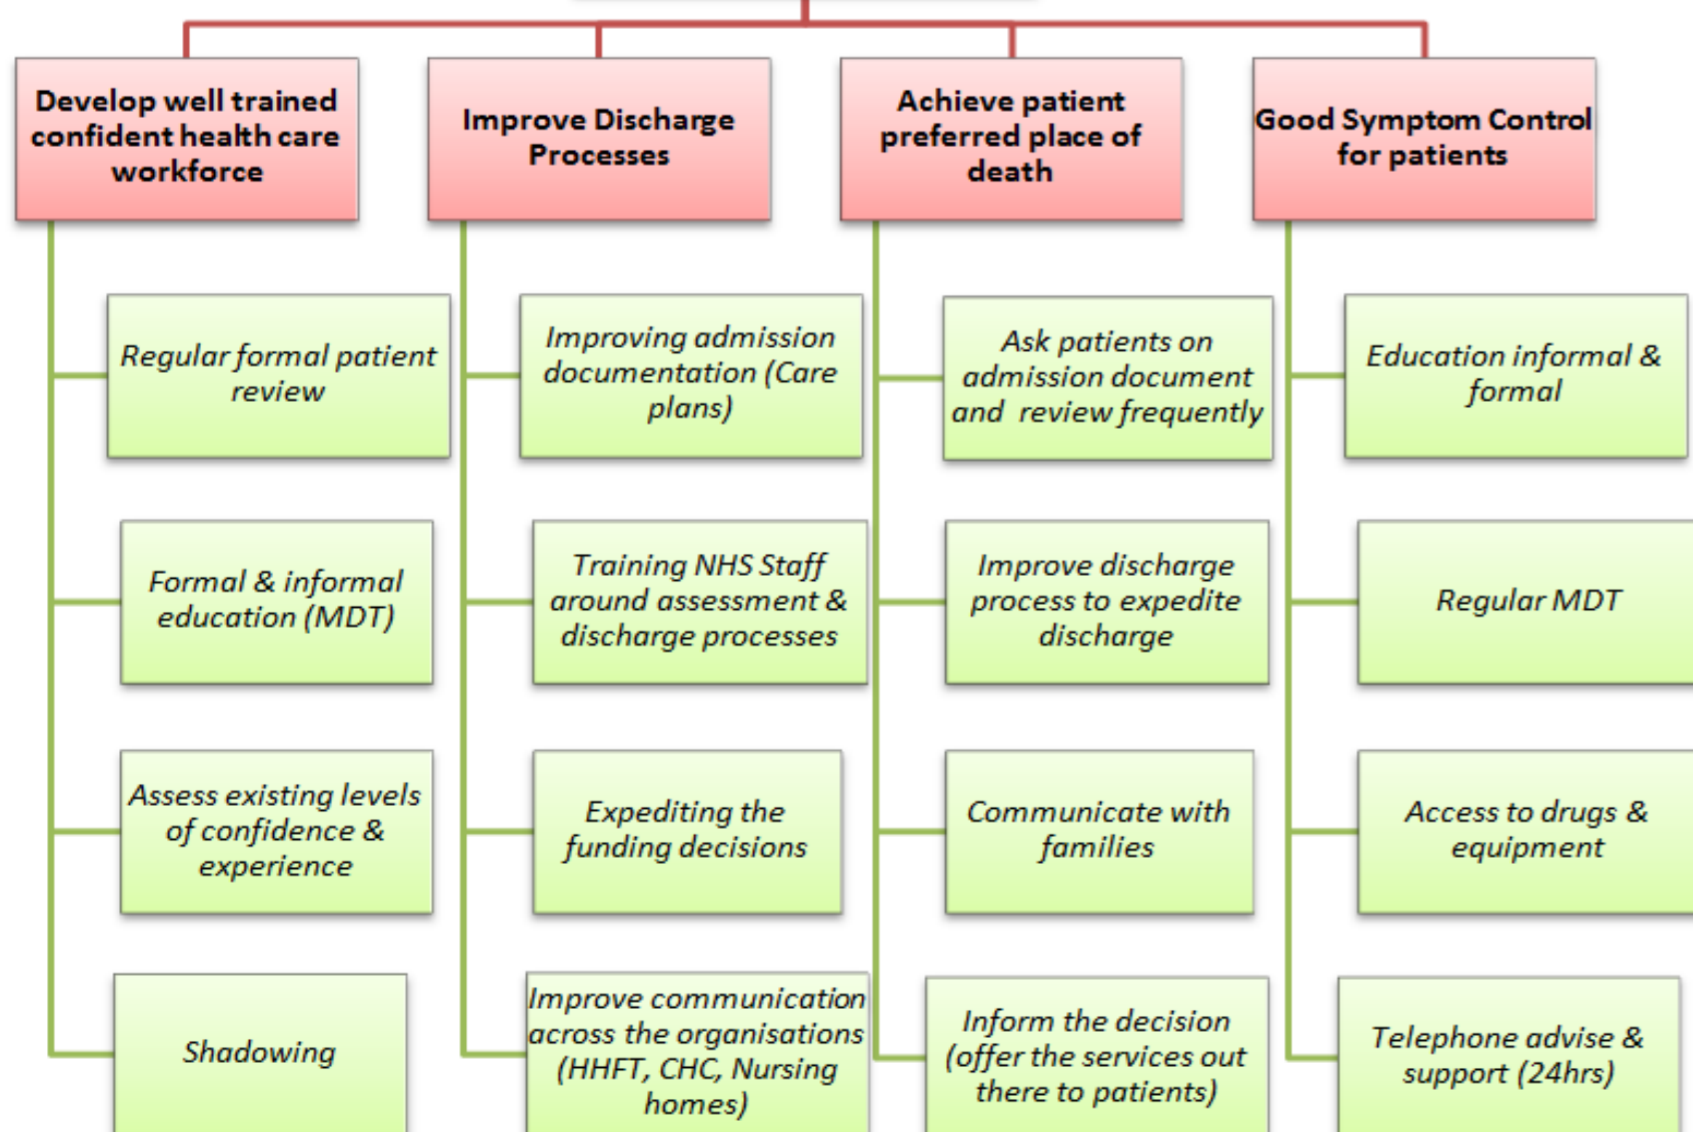 Develop well trained
confident health care
workforce
Improve Discharge
Processes
Achieve patient
preferred place of
death
Good Symptom Control
for patients
Regular formal patient
review
Improving admission
documentation (Care
plans)
Ask patients on
admission document
and review frequently
Education informal &
formal
Formal & informal
education (MDT)
Training NHS Staff
around assessment &
discharge processes
Improve discharge
process to expedite
discharge
Regular MDT
Assess existing levels
of confidence &
experience
Expediting the
funding decisions
Communicate with
families
Access to drugs &
equipment
Shadowing
Improve communication
across the organisations
(HHFT, CHC, Nursing
homes)
Inform the decision
(offer the services out
there to patients)
Telephone advise &
support (24hrs)